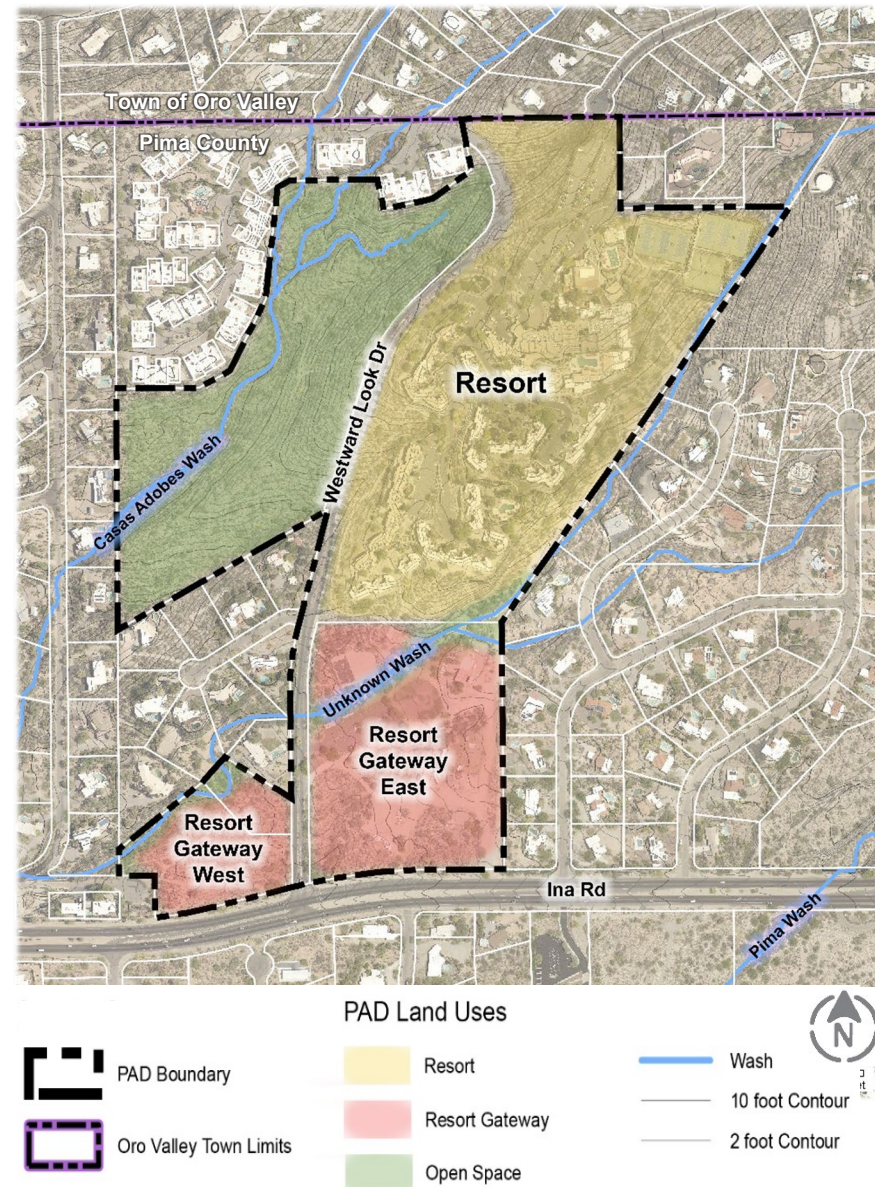 Town of Oro Valley
Pima County
Westward Look Dr
Resort
Casas Adobes Wash
Unknown Wash
Resort
Gateway
East
Resort
Gateway
West
Ina Rd
Pima Wash
PAD Land Uses
N
PAD Boundary
Resort
Wash
10 foot Contour
Resort Gateway
Oro Valley Town Limits
2 foot Contour
Open Space